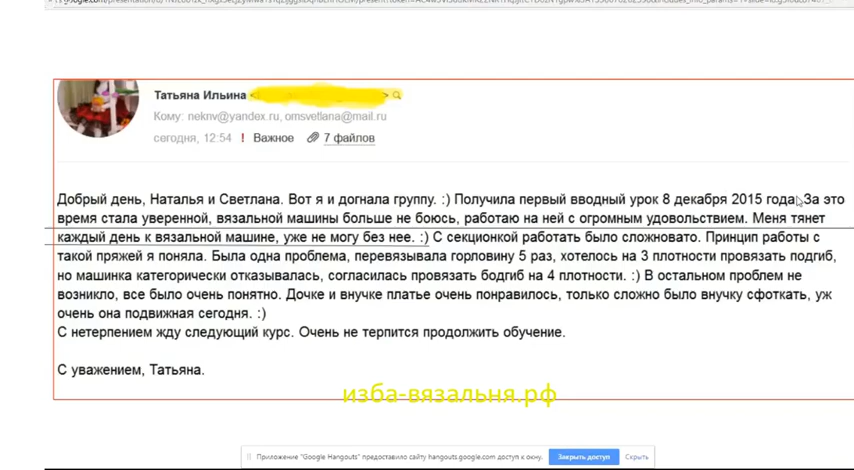 Татьяна Ильина
Кому: neknv@yandex.ru, omsvetlana@mail.ru
сегодня, 12:54 ! Важное 7 файлов
Добрый день, Наталья и Светлана. Вот я и догнала группу. :) Получила первый вводный урок 8 декабря 2015 года. За это
время стала уверенной, вязальной машины больше не боюсь, работаю на ней с огромным удовольствием. Меня тянет
каждый день к вязальной машине, уже не могу без нее. :) С секционкой работать было сложновато. Принцип работы с
такой пряжей я поняла. Была одна проблема, перевязывала горловину 5 раз, хотелось на 3 плотности провязать подгиб,
но машинка категорически отказывалась, согласилась провязать бодгиб на 4 плотности. :) В остальном проблем не
возникло, все было очень понятно. Дочке и внучке платье очень понравилось, только сложно было внучку сфоткать, уж
очень она подвижная сегодня. :)
С нетерпением жду следующий курс. Очень не терпится продолжить обучение.
С уважением, Татьяна.
изба-вязальня.рф
Приложение "Google Hangouts" предоставило сайту hangouts.google.com доступ к окну. Закрыть доступ Скрыть